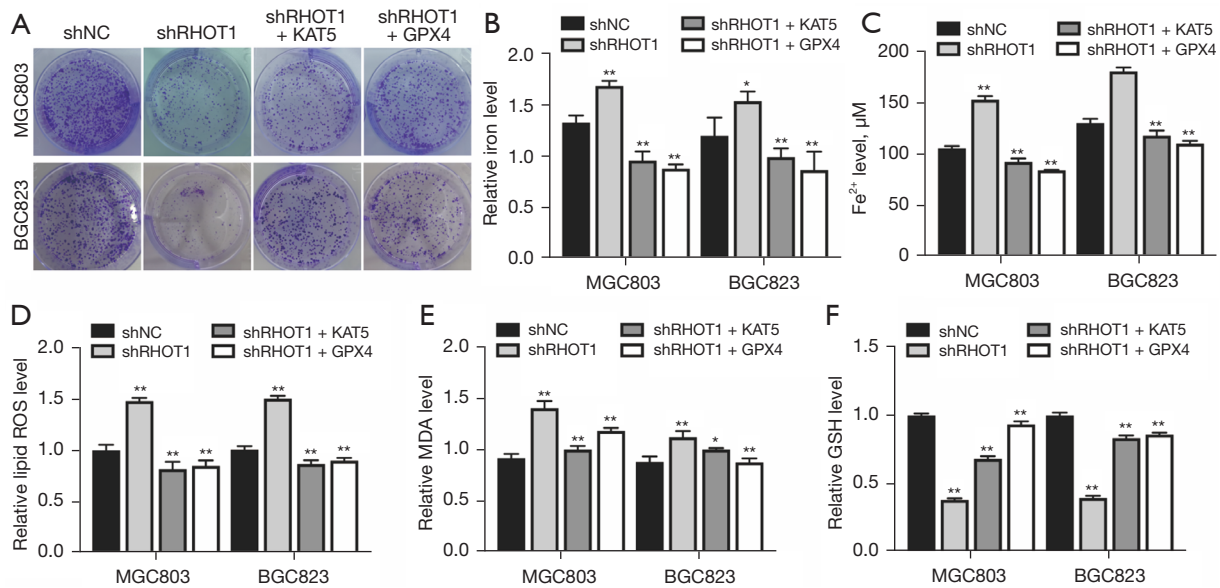 A
shNC
shRHOT1
shRHOT1
+ KAT5
shRHOT1
+ GPX4
MGC803
BGC823
B
shNC
shRHOT1
shRHOT1 + KAT5
shRHOT1 + GPX4
Relative iron level
2.0
1.5
1.0
0.5
0.0
**
**
**
*
**
**
MGC803
BGC823
C
shNC
shRHOT1
shRHOT1 + KAT5
shRHOT1 + GPX4
Fe2+ level, μM
200
150
100
50
0
**
**
**
**
**
MGC803
BGC823
D
shNC
shRHOT1
shRHOT1 + KAT5
shRHOT1 + GPX4
Relative lipid ROS level
2.0
1.5
1.0
0.5
0.0
**
**
**
**
**
**
MGC803
BGC823
E
shNC
shRHOT1
shRHOT1 + KAT5
shRHOT1 + GPX4
Relative MDA level
2.0
1.5
1.0
0.5
0.0
**
**
**
**
*
**
MGC803
BGC823
F
shNC
shRHOT1
shRHOT1 + KAT5
shRHOT1 + GPX4
Relative GSH level
1.5
1.0
0.5
0.0
**
**
**
**
**
**
MGC803
BGC823